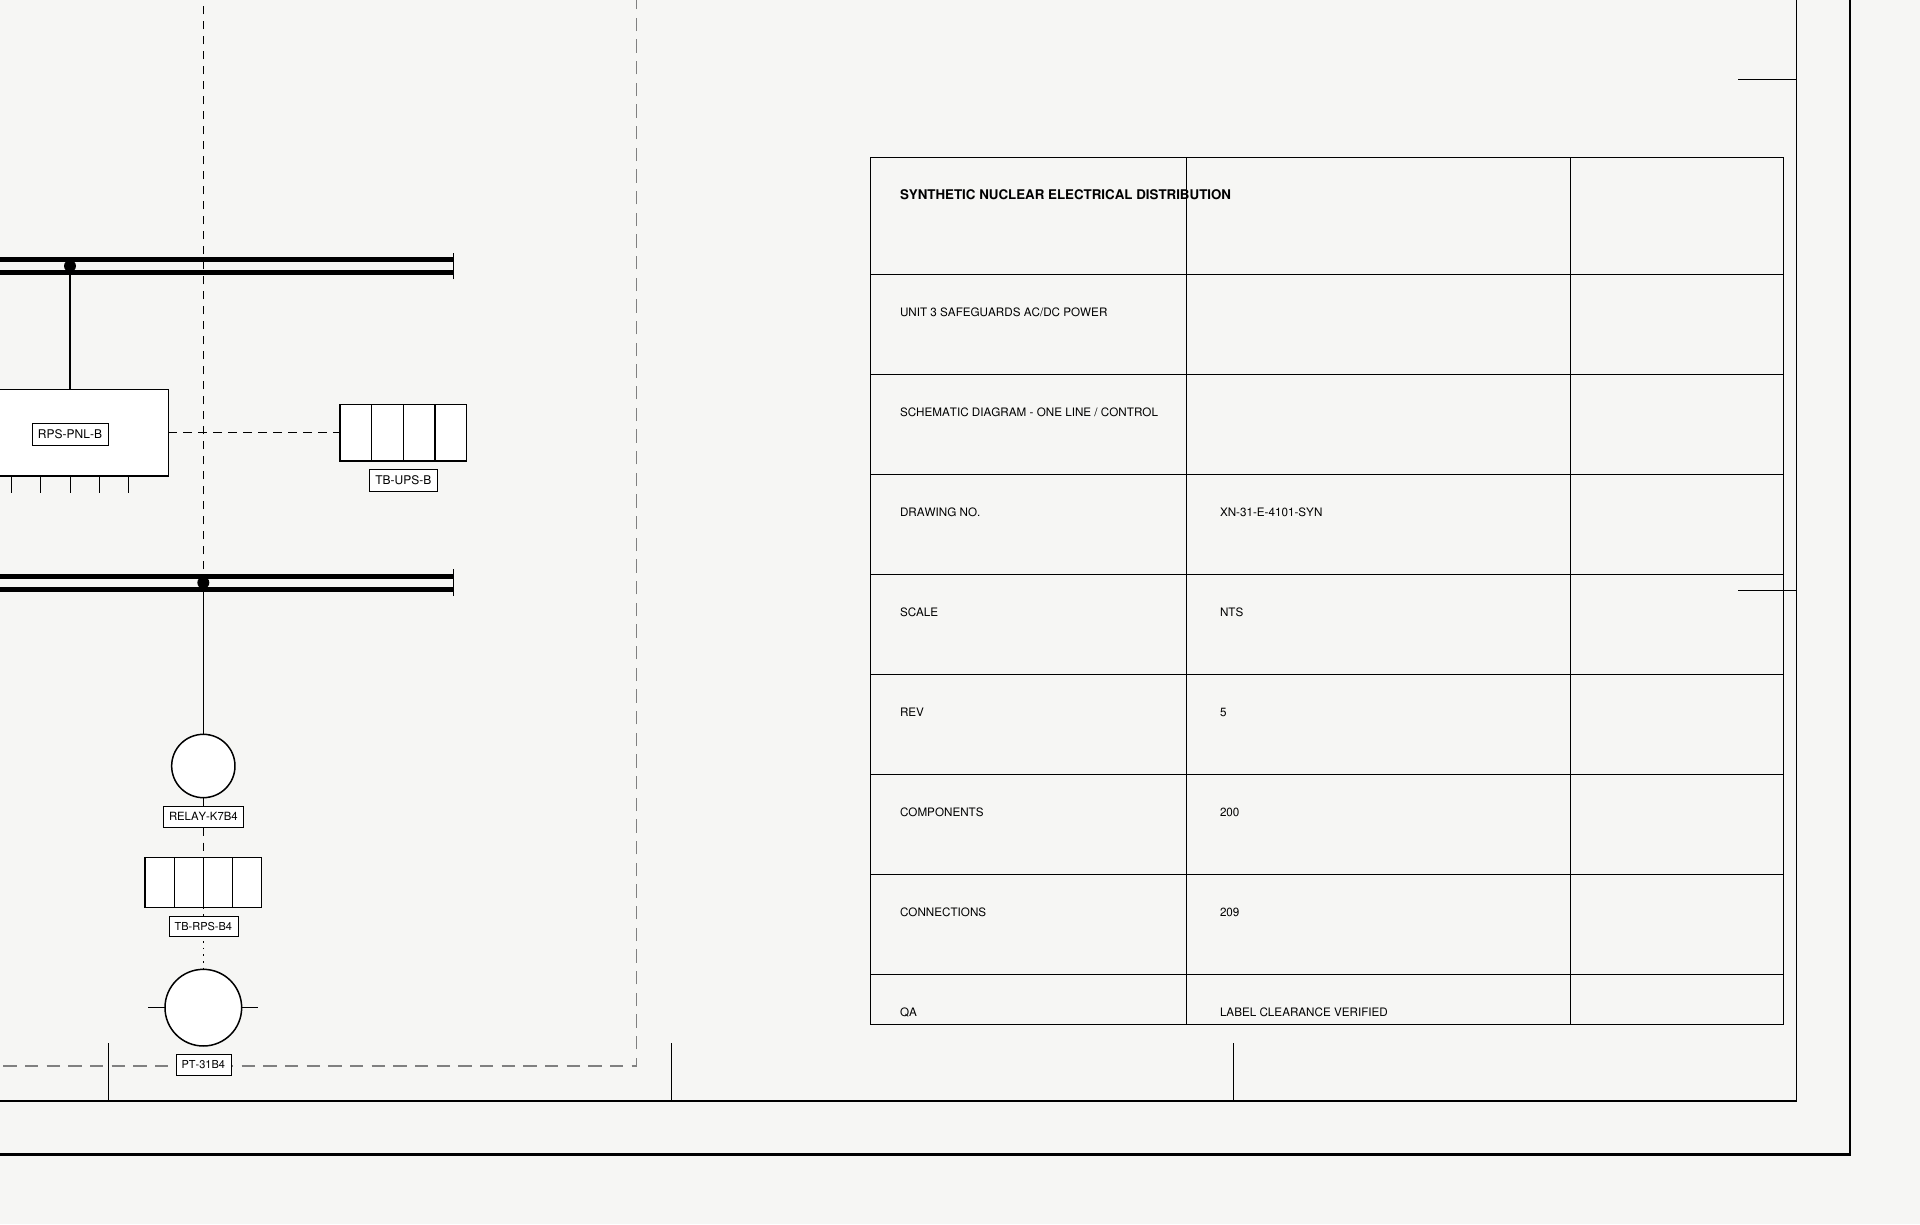 RPS-PNL-B
TB-UPS-B
RELAY-K7B4
TB-RPS-B4
PT-31B4
SYNTHETIC NUCLEAR ELECTRICAL DISTRIBUTION
UNIT 3 SAFEGUARDS AC/DC POWER
SCHEMATIC DIAGRAM - ONE LINE / CONTROL
DRAWING NO. XN-31-E-4101-SYN
SCALE NTS
REV 5
COMPONENTS 200
CONNECTIONS 209
QA LABEL CLEARANCE VERIFIED